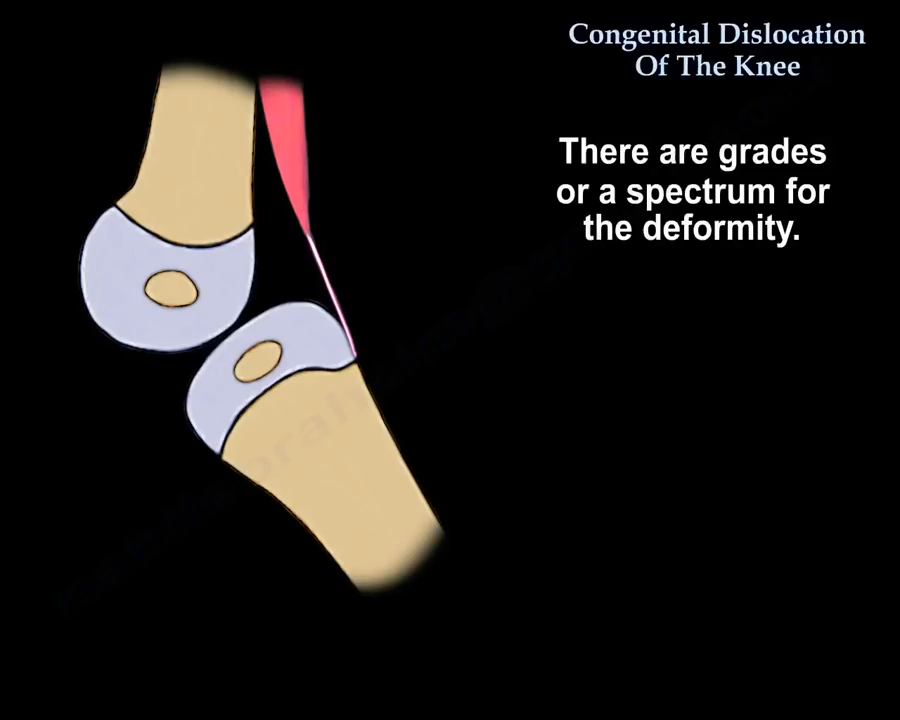 Congenital Dislocation
Of The Knee
There are grades
or a spectrum for
the deformity.